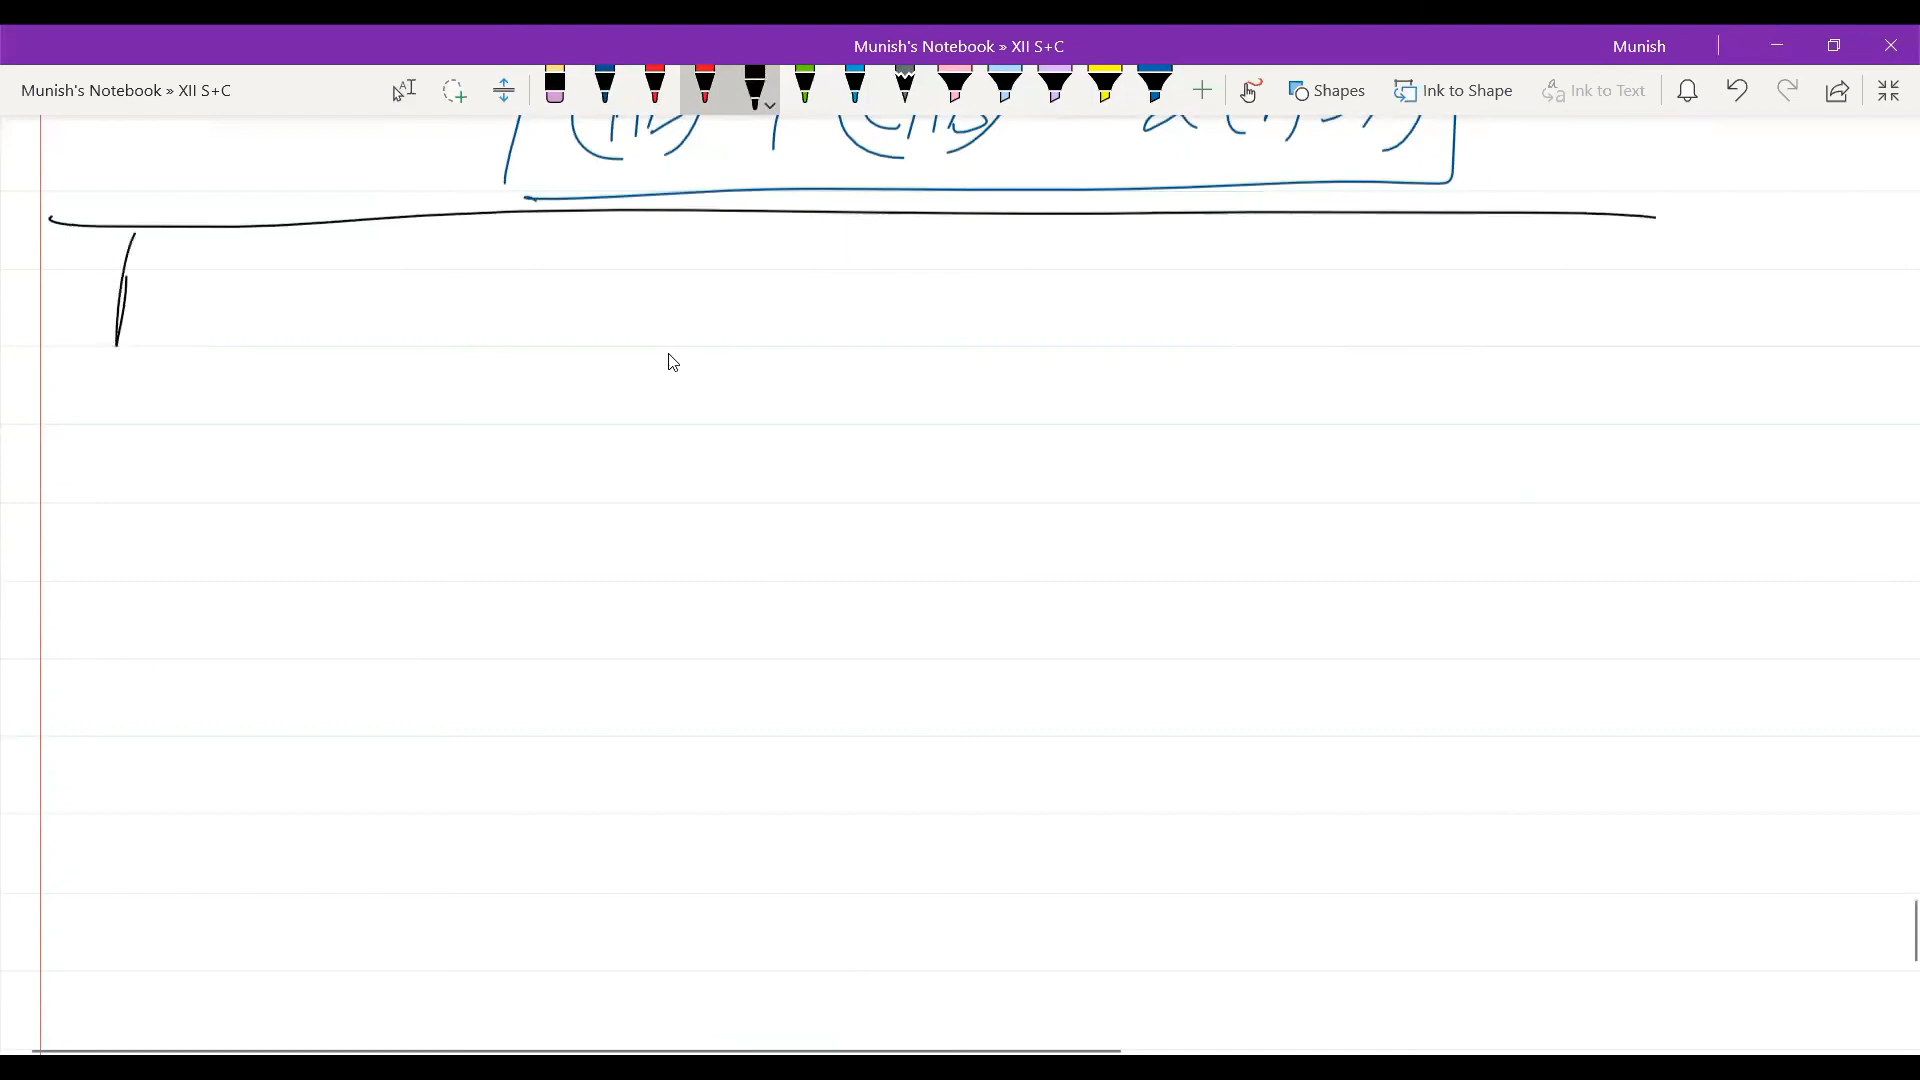 Munish's Notebook » XII S+C
Munish
Munish's Notebook » XII S+C
Shapes
Ink to Shape
Ink to Text